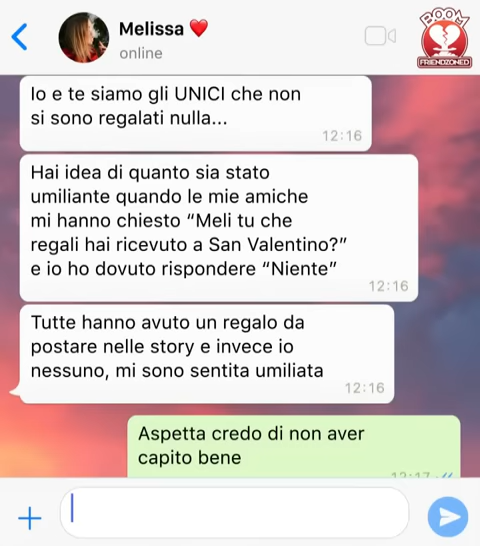 Melissa ❤️
online
BOOM
FRIENDZONED
Io e te siamo gli UNICI che non
si sono regalati nulla...
12:16
Hai idea di quanto sia stato
umiliante quando le mie amiche
mi hanno chiesto “Meli tu che
regali hai ricevuto a San Valentino?”
e io ho dovuto rispondere “Niente”
12:16
Tutte hanno avuto un regalo da
postare nelle story e invece io
nessuno, mi sono sentita umiliata
12:16
Aspetta credo di non aver
capito bene
12:17